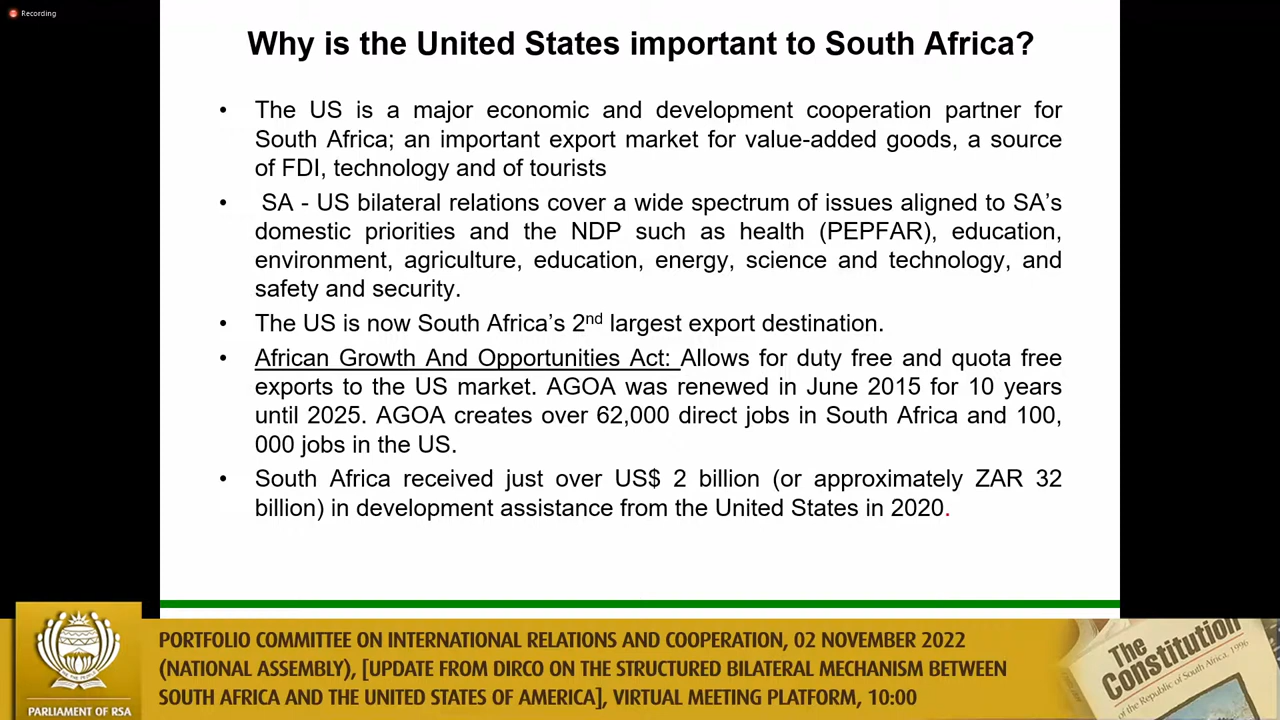 Recording
Why is the United States important to South Africa?
• The US is a major economic and development cooperation partner for
South Africa; an important export market for value-added goods, a source
of FDI, technology and of tourists
• SA - US bilateral relations cover a wide spectrum of issues aligned to SA’s
domestic priorities and the NDP such as health (PEPFAR), education,
environment, agriculture, education, energy, science and technology, and
safety and security.
• The US is now South Africa’s 2nd largest export destination.
• African Growth And Opportunities Act: Allows for duty free and quota free
exports to the US market. AGOA was renewed in June 2015 for 10 years
until 2025. AGOA creates over 62,000 direct jobs in South Africa and 100,
000 jobs in the US.
• South Africa received just over US$ 2 billion (or approximately ZAR 32
billion) in development assistance from the United States in 2020.
PORTFOLIO COMMITTEE ON INTERNATIONAL RELATIONS AND COOPERATION, 02 NOVEMBER 2022
(NATIONAL ASSEMBLY), [UPDATE FROM DIRCO ON THE STRUCTURED BILATERAL MECHANISM BETWEEN
SOUTH AFRICA AND THE UNITED STATES OF AMERICA], VIRTUAL MEETING PLATFORM, 10:00
PARLIAMENT OF RSA
The
Constitution
of the Republic of South Africa, 1996